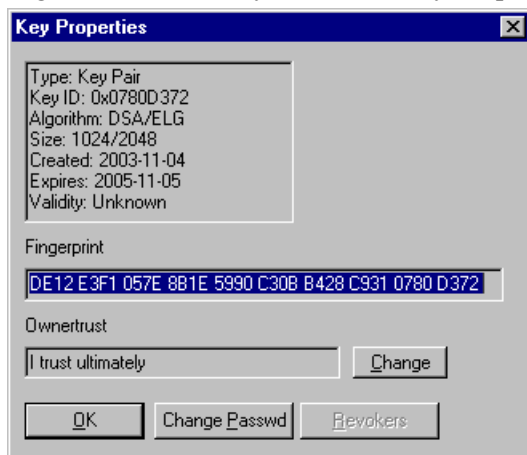 Key Properties
Type: Key Pair
Key ID: 0x0780D372
Algorithm: DSA/ELG
Size: 1024/2048
Created: 2003-11-04
Expires: 2005-11-05
Validity: Unknown
Fingerprint
DE12 E3F1 057E 8B1E 5990 C30B B428 C931 0780 D372
Ownertrust
I trust ultimately
Change
OK
Change Passwd
Revokers